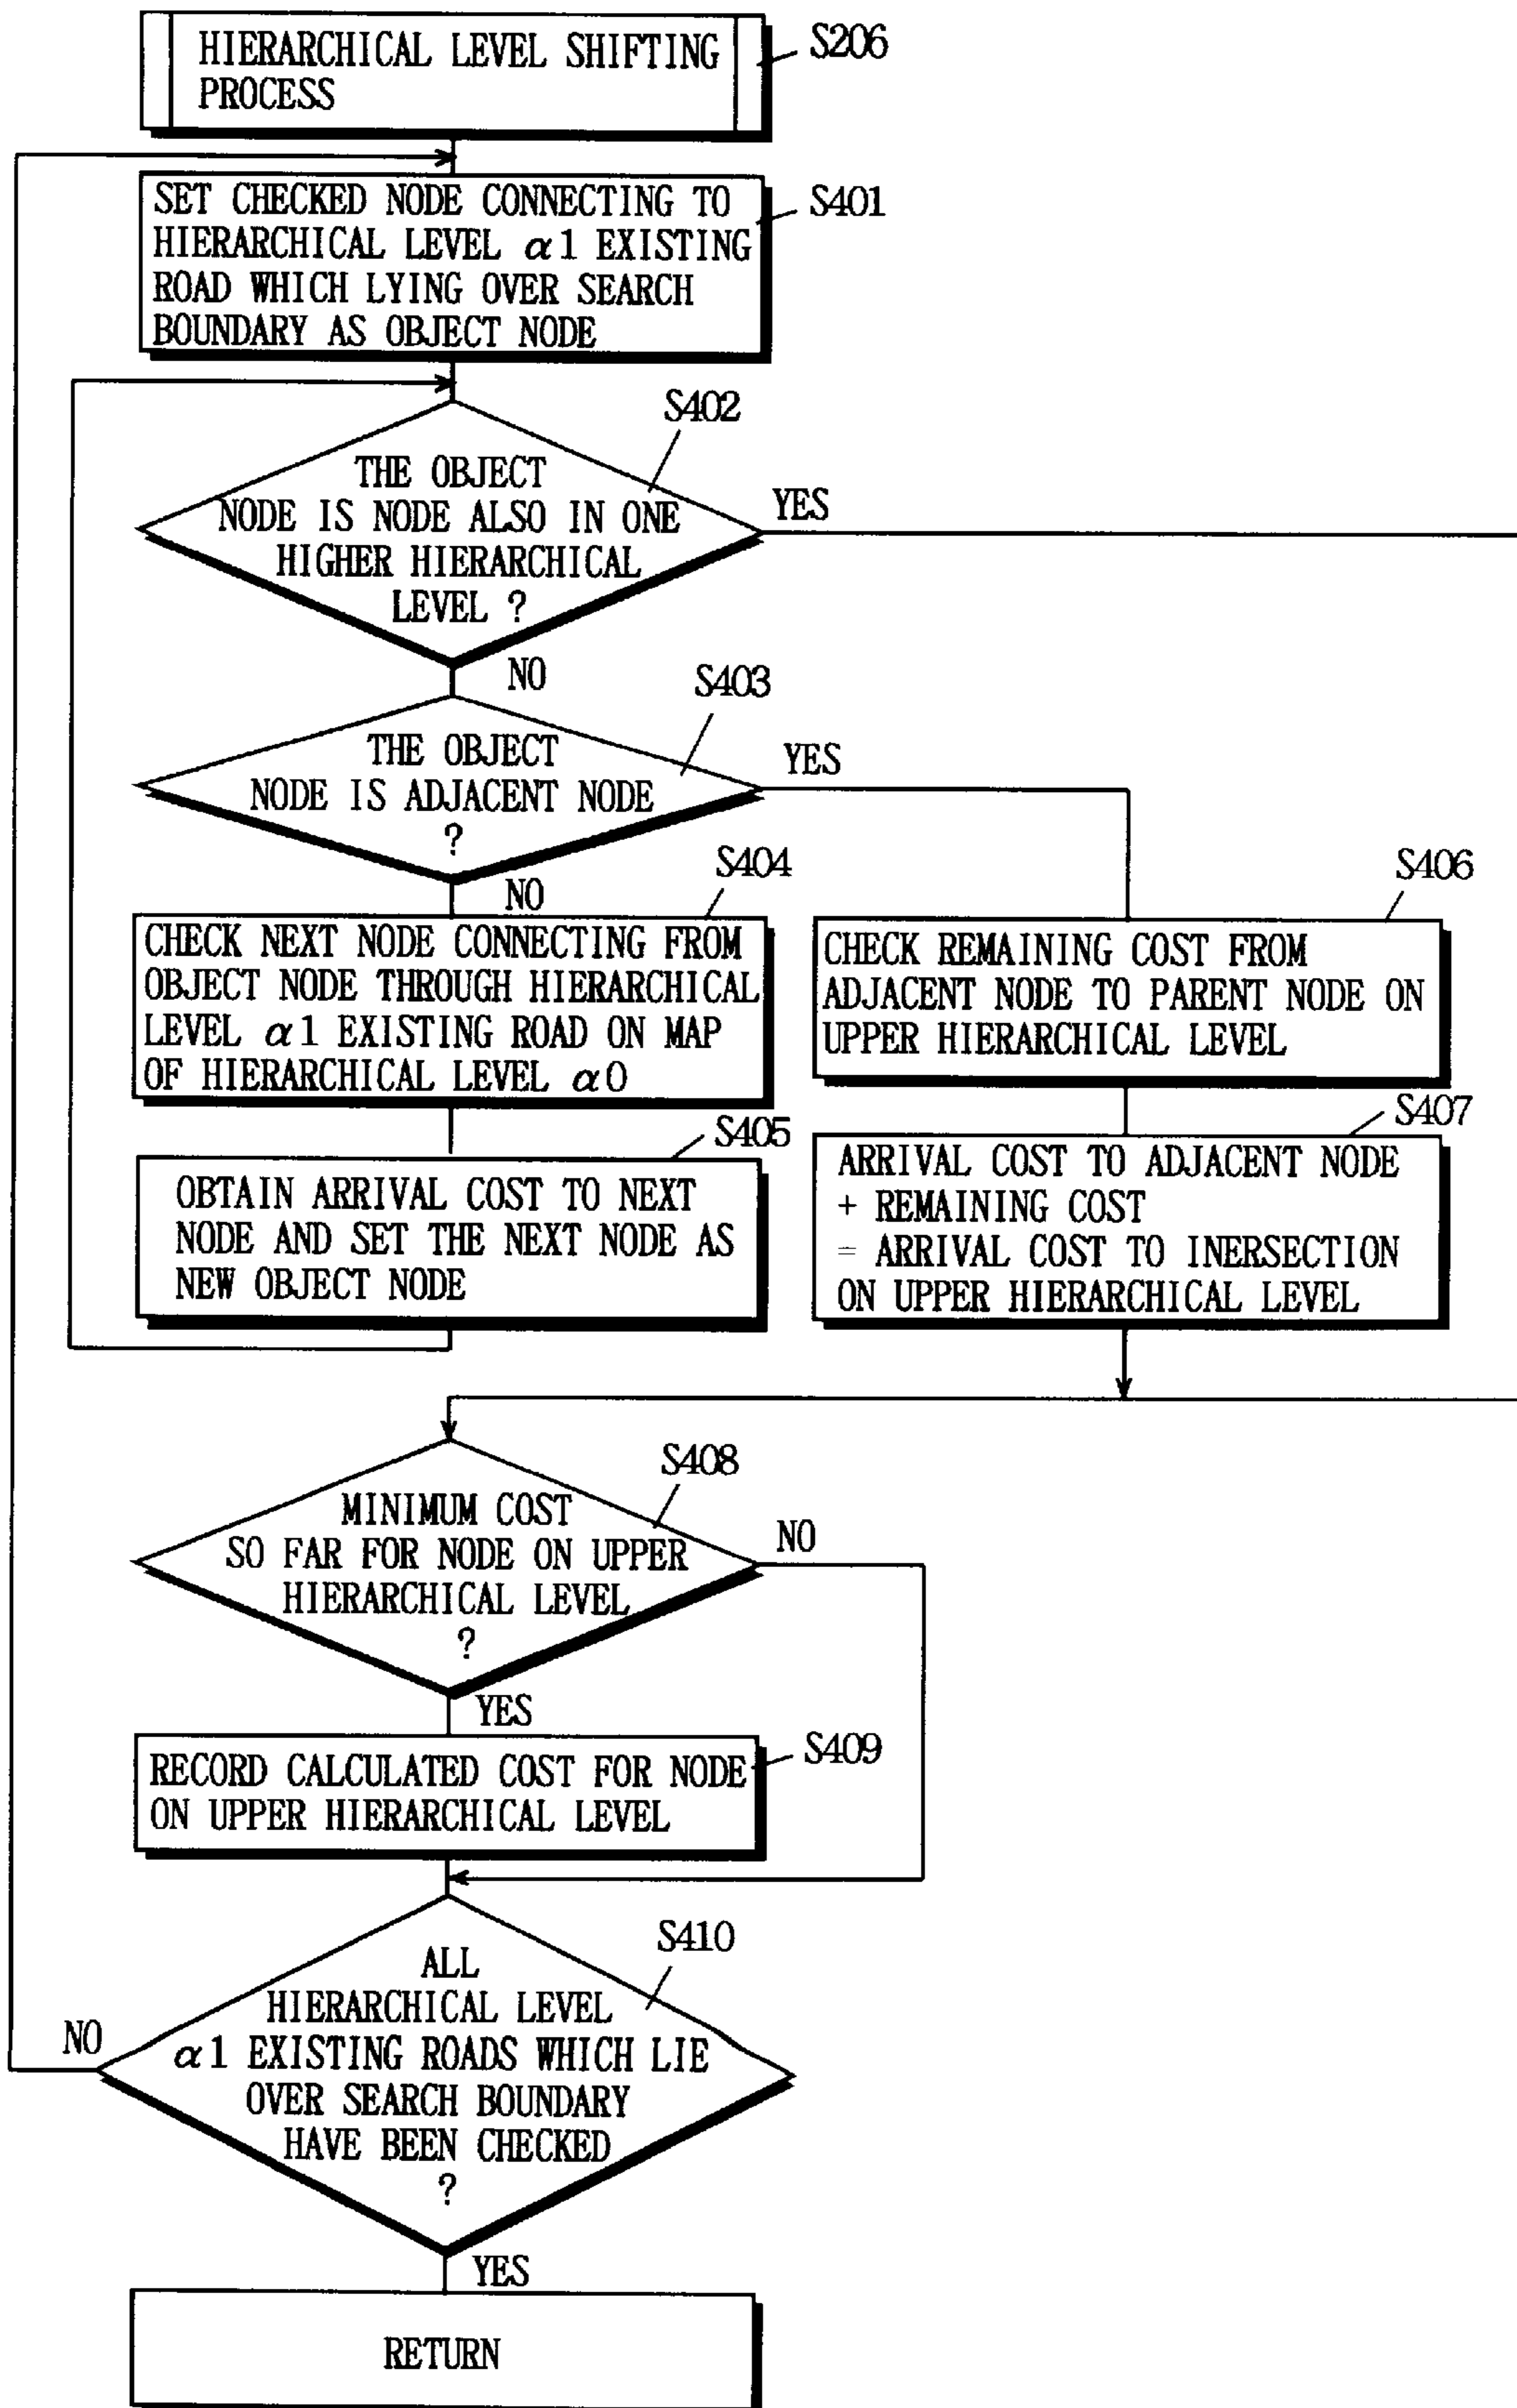 HIERARCHICAL LEVEL SHIFTING
PROCESS
S206
SET CHECKED NODE CONNECTING TO
HIERARCHICAL LEVEL α1 EXISTING
ROAD WHICH LYING OVER SEARCH
BOUNDARY AS OBJECT NODE
S401
S402
THE OBJECT
NODE IS NODE ALSO IN ONE
HIGHER HIERARCHICAL
LEVEL ?
YES
NO
S403
THE OBJECT
NODE IS ADJACENT NODE
?
YES
NO
S404
CHECK NEXT NODE CONNECTING FROM
OBJECT NODE THROUGH HIERARCHICAL
LEVEL α1 EXISTING ROAD ON MAP
OF HIERARCHICAL LEVEL α0
S405
OBTAIN ARRIVAL COST TO NEXT
NODE AND SET THE NEXT NODE AS
NEW OBJECT NODE
S406
CHECK REMAINING COST FROM
ADJACENT NODE TO PARENT NODE ON
UPPER HIERARCHICAL LEVEL
S407
ARRIVAL COST TO ADJACENT NODE
+ REMAINING COST
= ARRIVAL COST TO INERSECTION
ON UPPER HIERARCHICAL LEVEL
S408
MINIMUM COST
SO FAR FOR NODE ON UPPER
HIERARCHICAL LEVEL
?
NO
YES
RECORD CALCULATED COST FOR NODE
ON UPPER HIERARCHICAL LEVEL
S409
S410
ALL
HIERARCHICAL LEVEL
α1 EXISTING ROADS WHICH LIE
OVER SEARCH BOUNDARY
HAVE BEEN CHECKED
?
NO
YES
RETURN